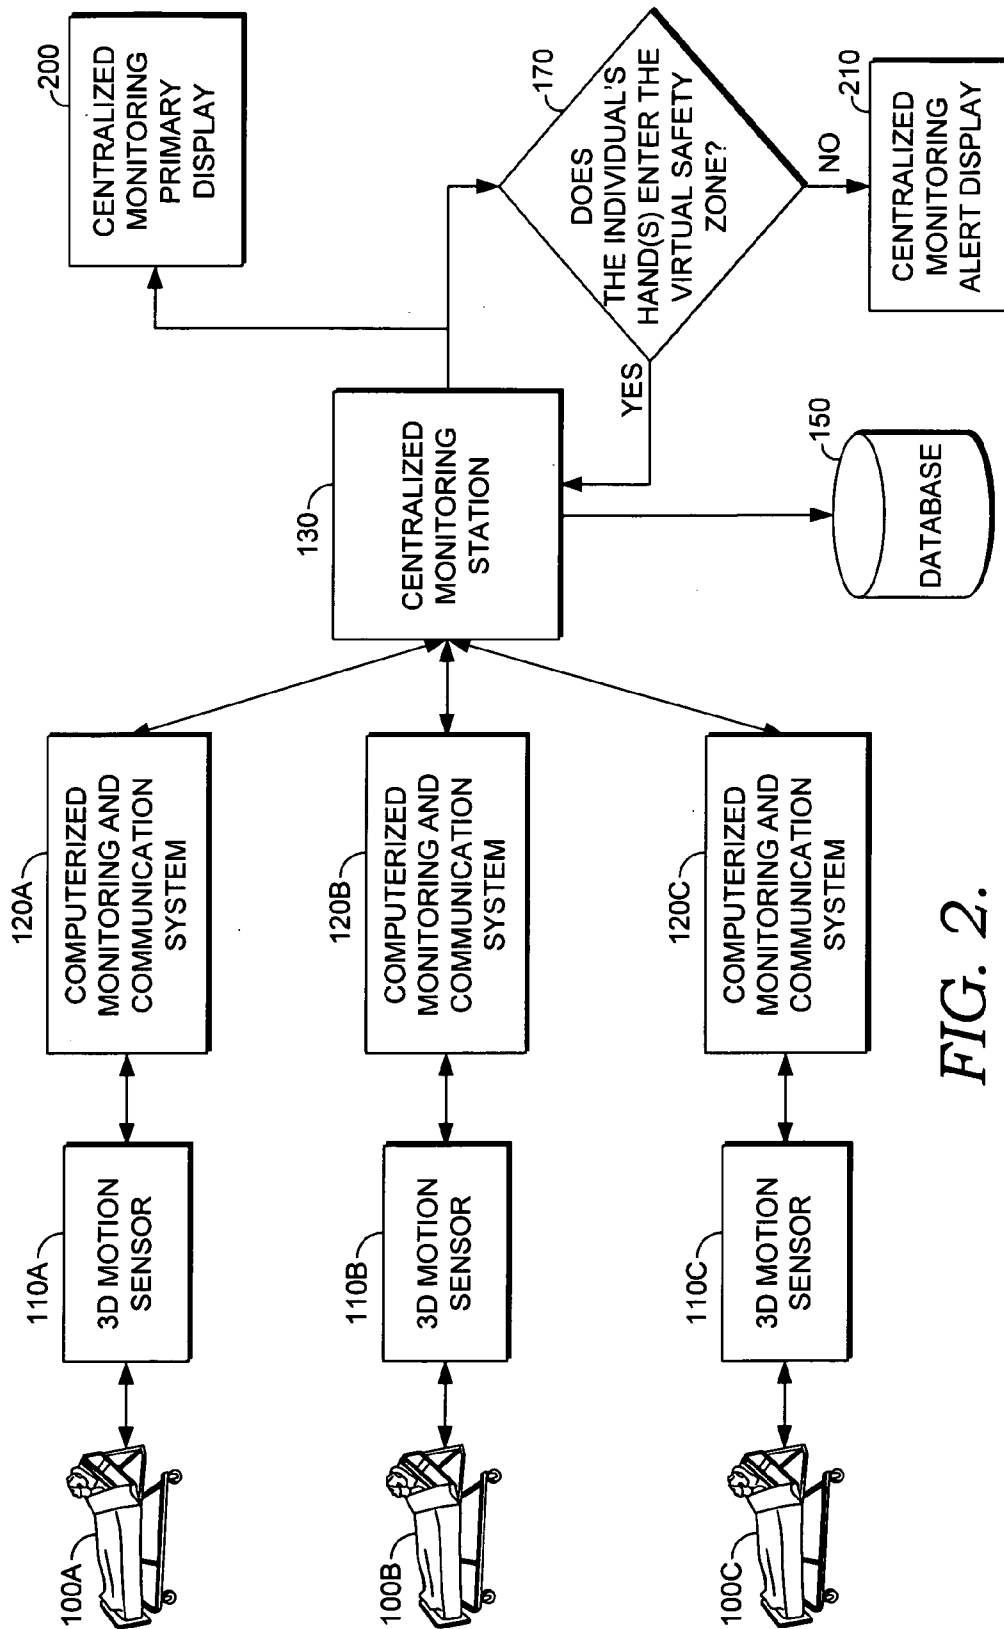 100A
110A
3D MOTION
SENSOR
120A
COMPUTERIZED
MONITORING AND
COMMUNICATION
SYSTEM
100B
110B
3D MOTION
SENSOR
120B
COMPUTERIZED
MONITORING AND
COMMUNICATION
SYSTEM
100C
110C
3D MOTION
SENSOR
120C
COMPUTERIZED
MONITORING AND
COMMUNICATION
SYSTEM
130
CENTRALIZED
MONITORING
STATION
200
CENTRALIZED
MONITORING
PRIMARY
DISPLAY
170
DOES
THE INDIVIDUAL'S
HAND(S) ENTER THE
VIRTUAL SAFETY
ZONE?
YES
NO
150
DATABASE
210
CENTRALIZED
MONITORING
ALERT DISPLAY
FIG. 2.